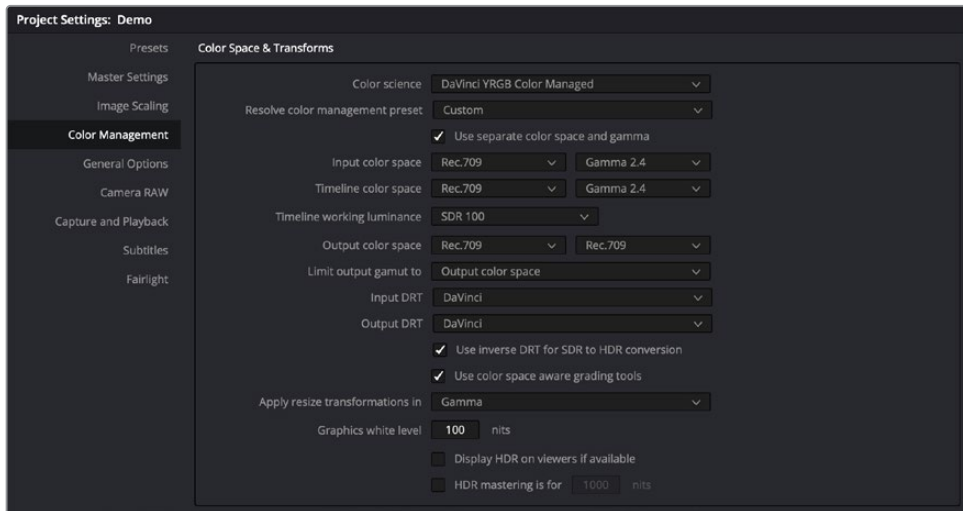 Project Settings: Demo
Presets
Master Settings
Image Scaling
Color Management
General Options
Camera RAW
Capture and Playback
Subtitles
Fairlight
Color Space & Transforms
Color science DaVinci YRGB Color Managed
Resolve color management preset Custom
Use separate color space and gamma
Input color space Rec.709 Gamma 2.4
Timeline color space Rec.709 Gamma 2.4
Timeline working luminance SDR 100
Output color space Rec.709 Rec.709
Limit output gamut to Output color space
Input DRT DaVinci
Output DRT DaVinci
Use inverse DRT for SDR to HDR conversion
Use color space aware grading tools
Apply resize transformations in Gamma
Graphics white level 100 nits
Display HDR on viewers if available
HDR mastering is for 1000 nits